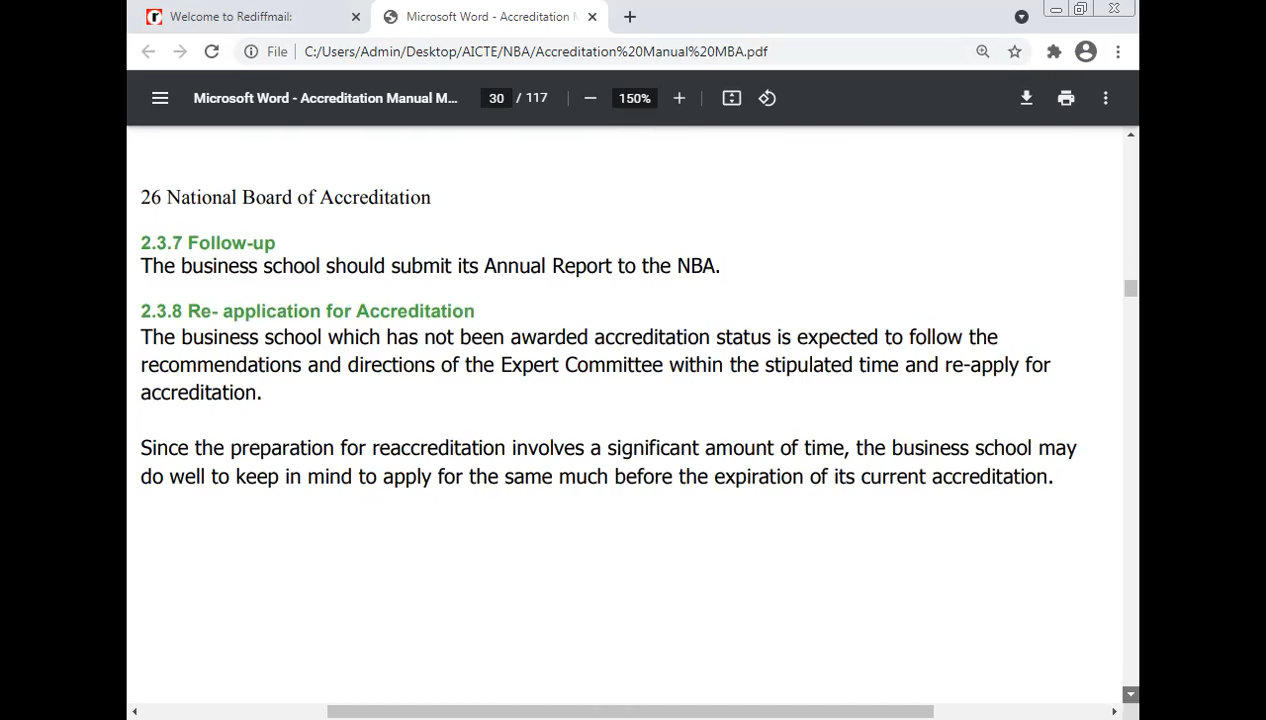 Welcome to Rediffmail:
Microsoft Word - Accreditation M
File
C:/Users/Admin/Desktop/AICTE/NBA/Accreditation%20Manual%20MBA.pdf
Microsoft Word - Accreditation Manual M...
30 / 117
150%
26 National Board of Accreditation
2.3.7 Follow-up
The business school should submit its Annual Report to the NBA.
2.3.8 Re- application for Accreditation
The business school which has not been awarded accreditation status is expected to follow the
recommendations and directions of the Expert Committee within the stipulated time and re-apply for
accreditation.
Since the preparation for reaccreditation involves a significant amount of time, the business school may
do well to keep in mind to apply for the same much before the expiration of its current accreditation.